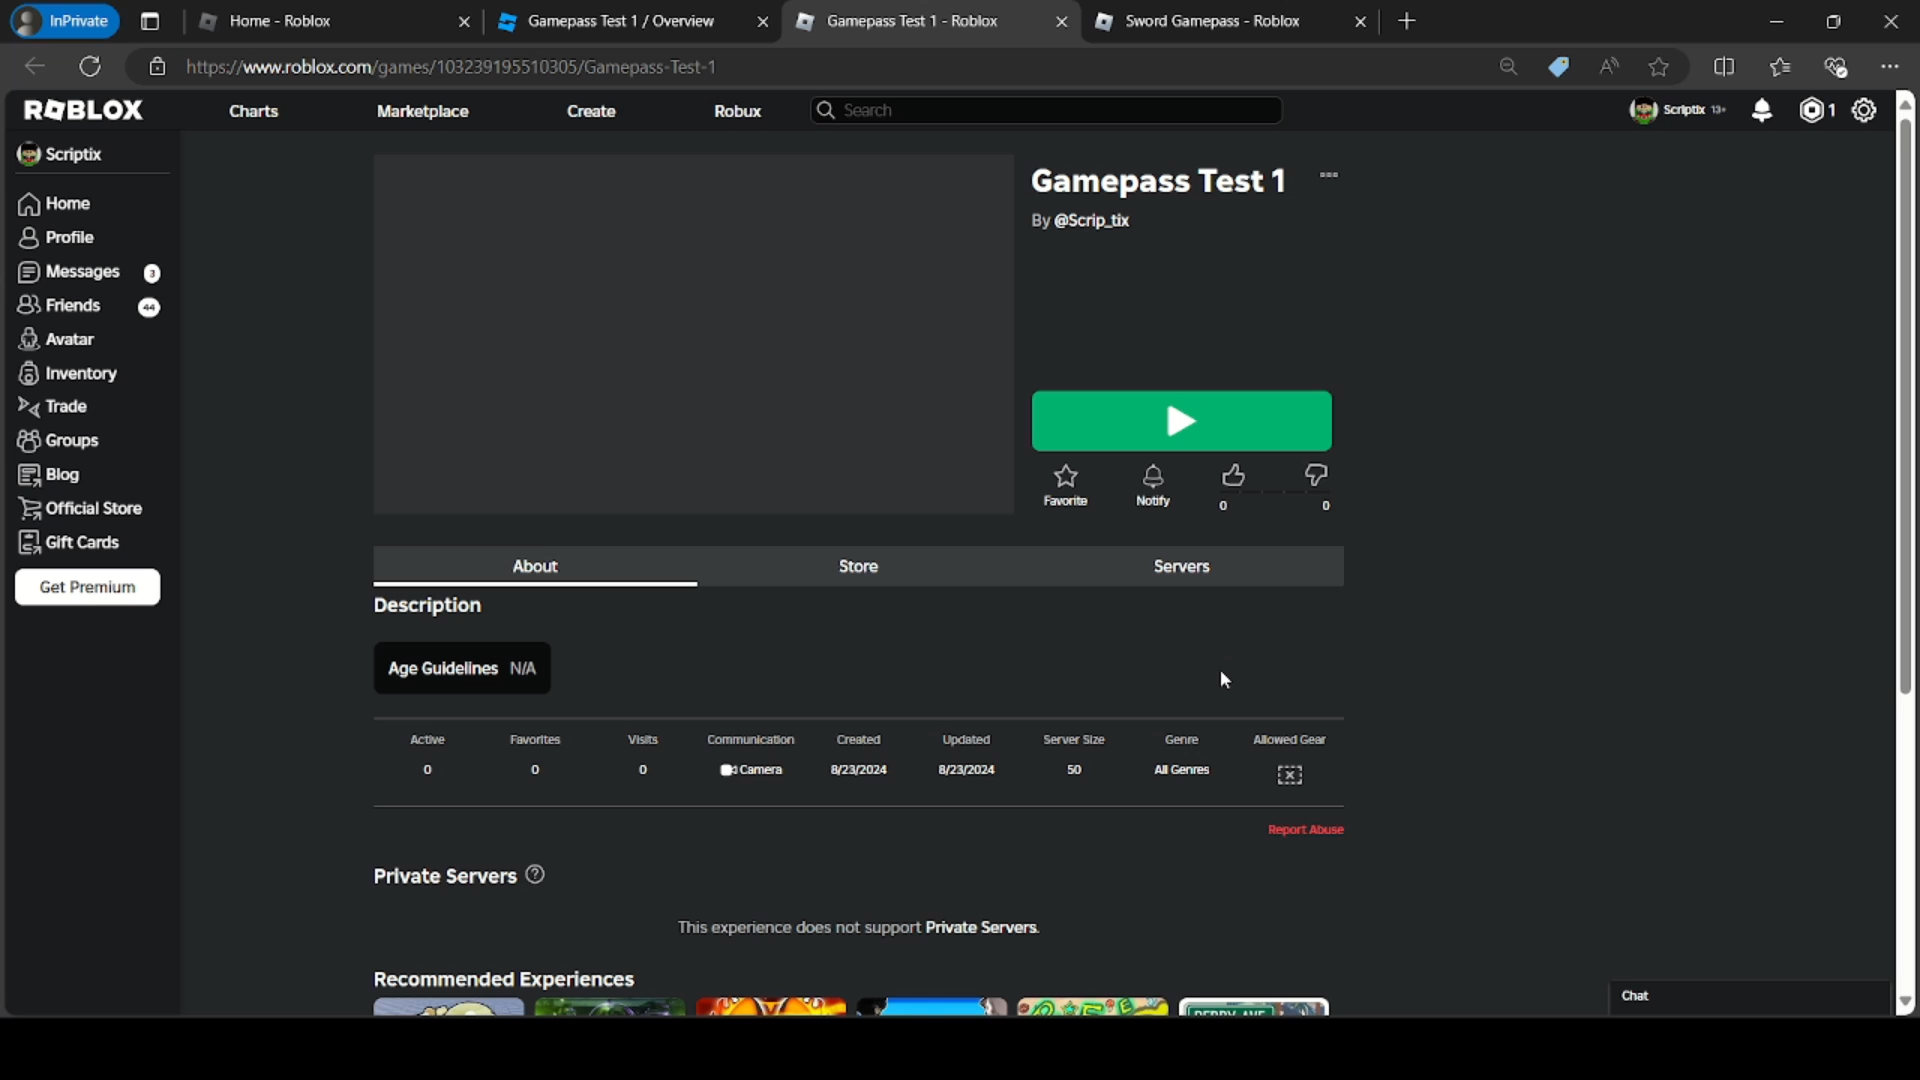 InPrivate
Home - Roblox
Gamepass Test 1 / Overview
Gamepass Test 1 - Roblox
Sword Gamepass - Roblox
https://www.roblox.com/games/103239195510305/Gamepass-Test-1
ROBLOX
Charts
Marketplace
Create
Robux
Search
Scriptix 13+
1
Scriptix
Home
Profile
Messages 3
Friends 44
Avatar
Inventory
Trade
Groups
Blog
Official Store
Gift Cards
Get Premium
Gamepass Test 1
By @Scrip_tix
Favorite
Notify
0
0
About
Store
Servers
Description
Age Guidelines N/A
Active Favorites Visits Communication Created Updated Server Size Genre Allowed Gear
0 0 0 Camera 8/23/2024 8/23/2024 50 All Genres
Report Abuse
Private Servers
This experience does not support Private Servers.
Recommended Experiences
Chat